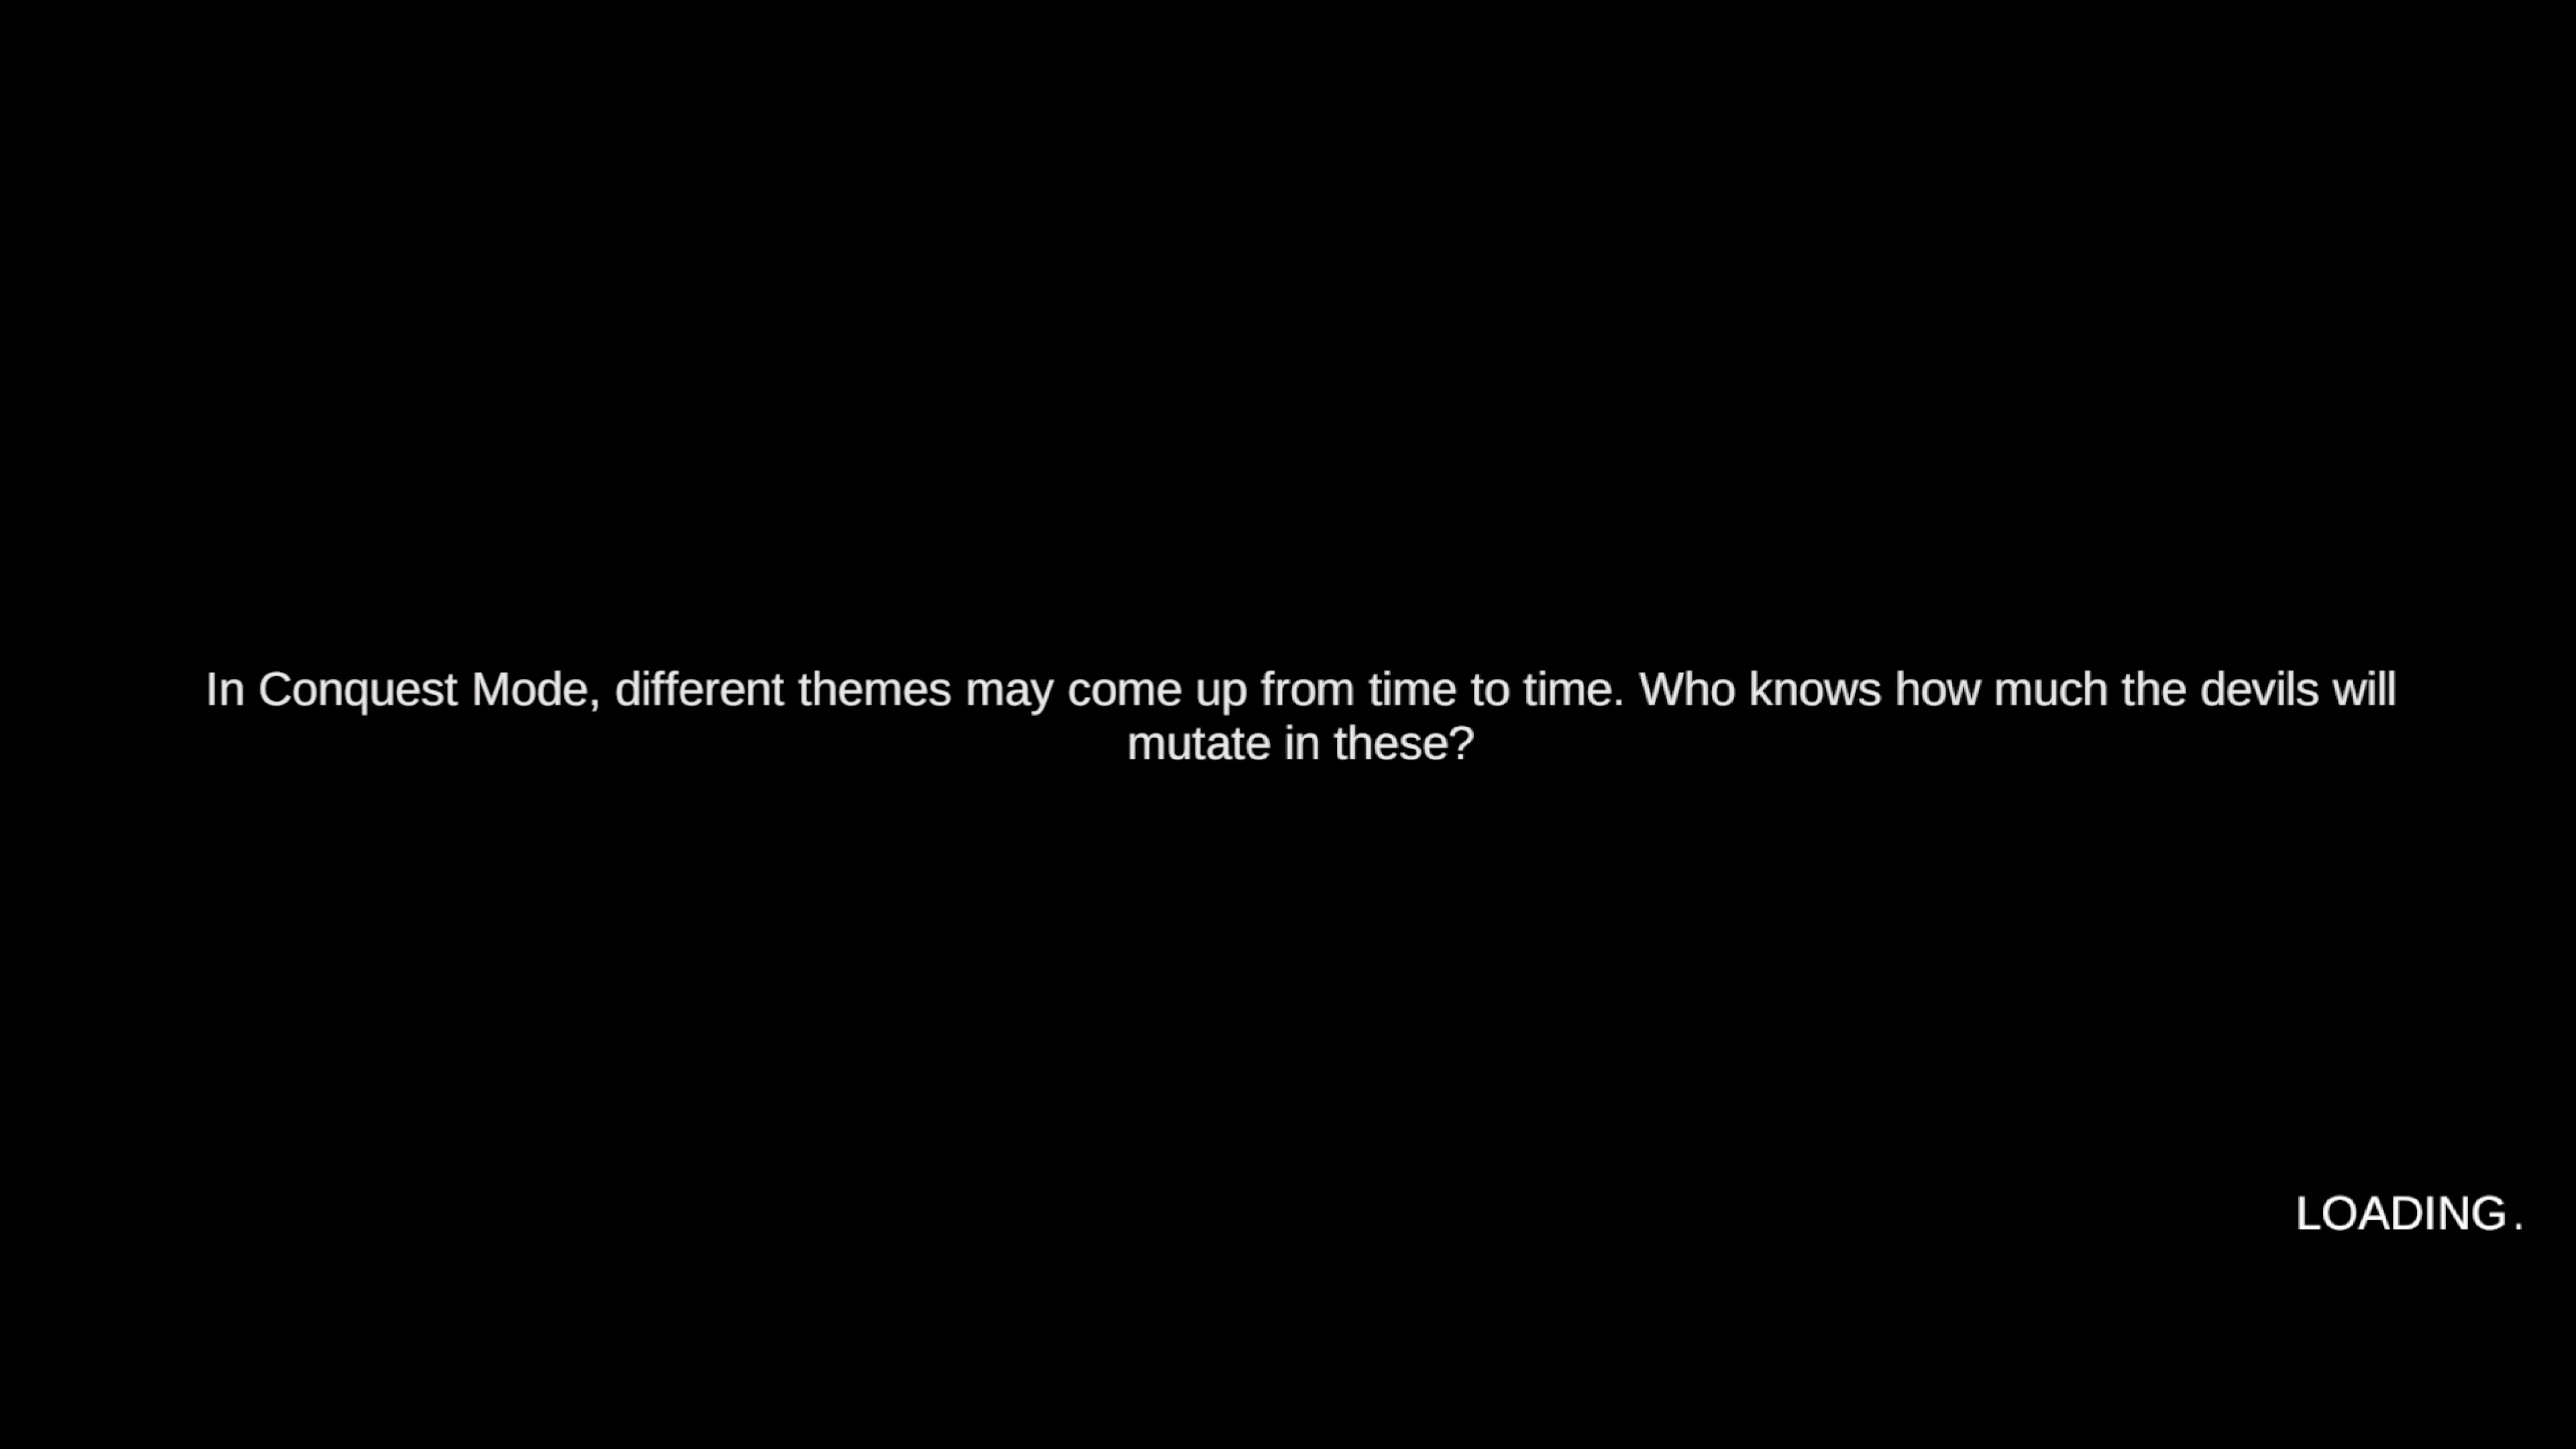 In Conquest Mode, different themes may come up from time to time. Who knows how much the devils will
mutate in these?
LOADING.